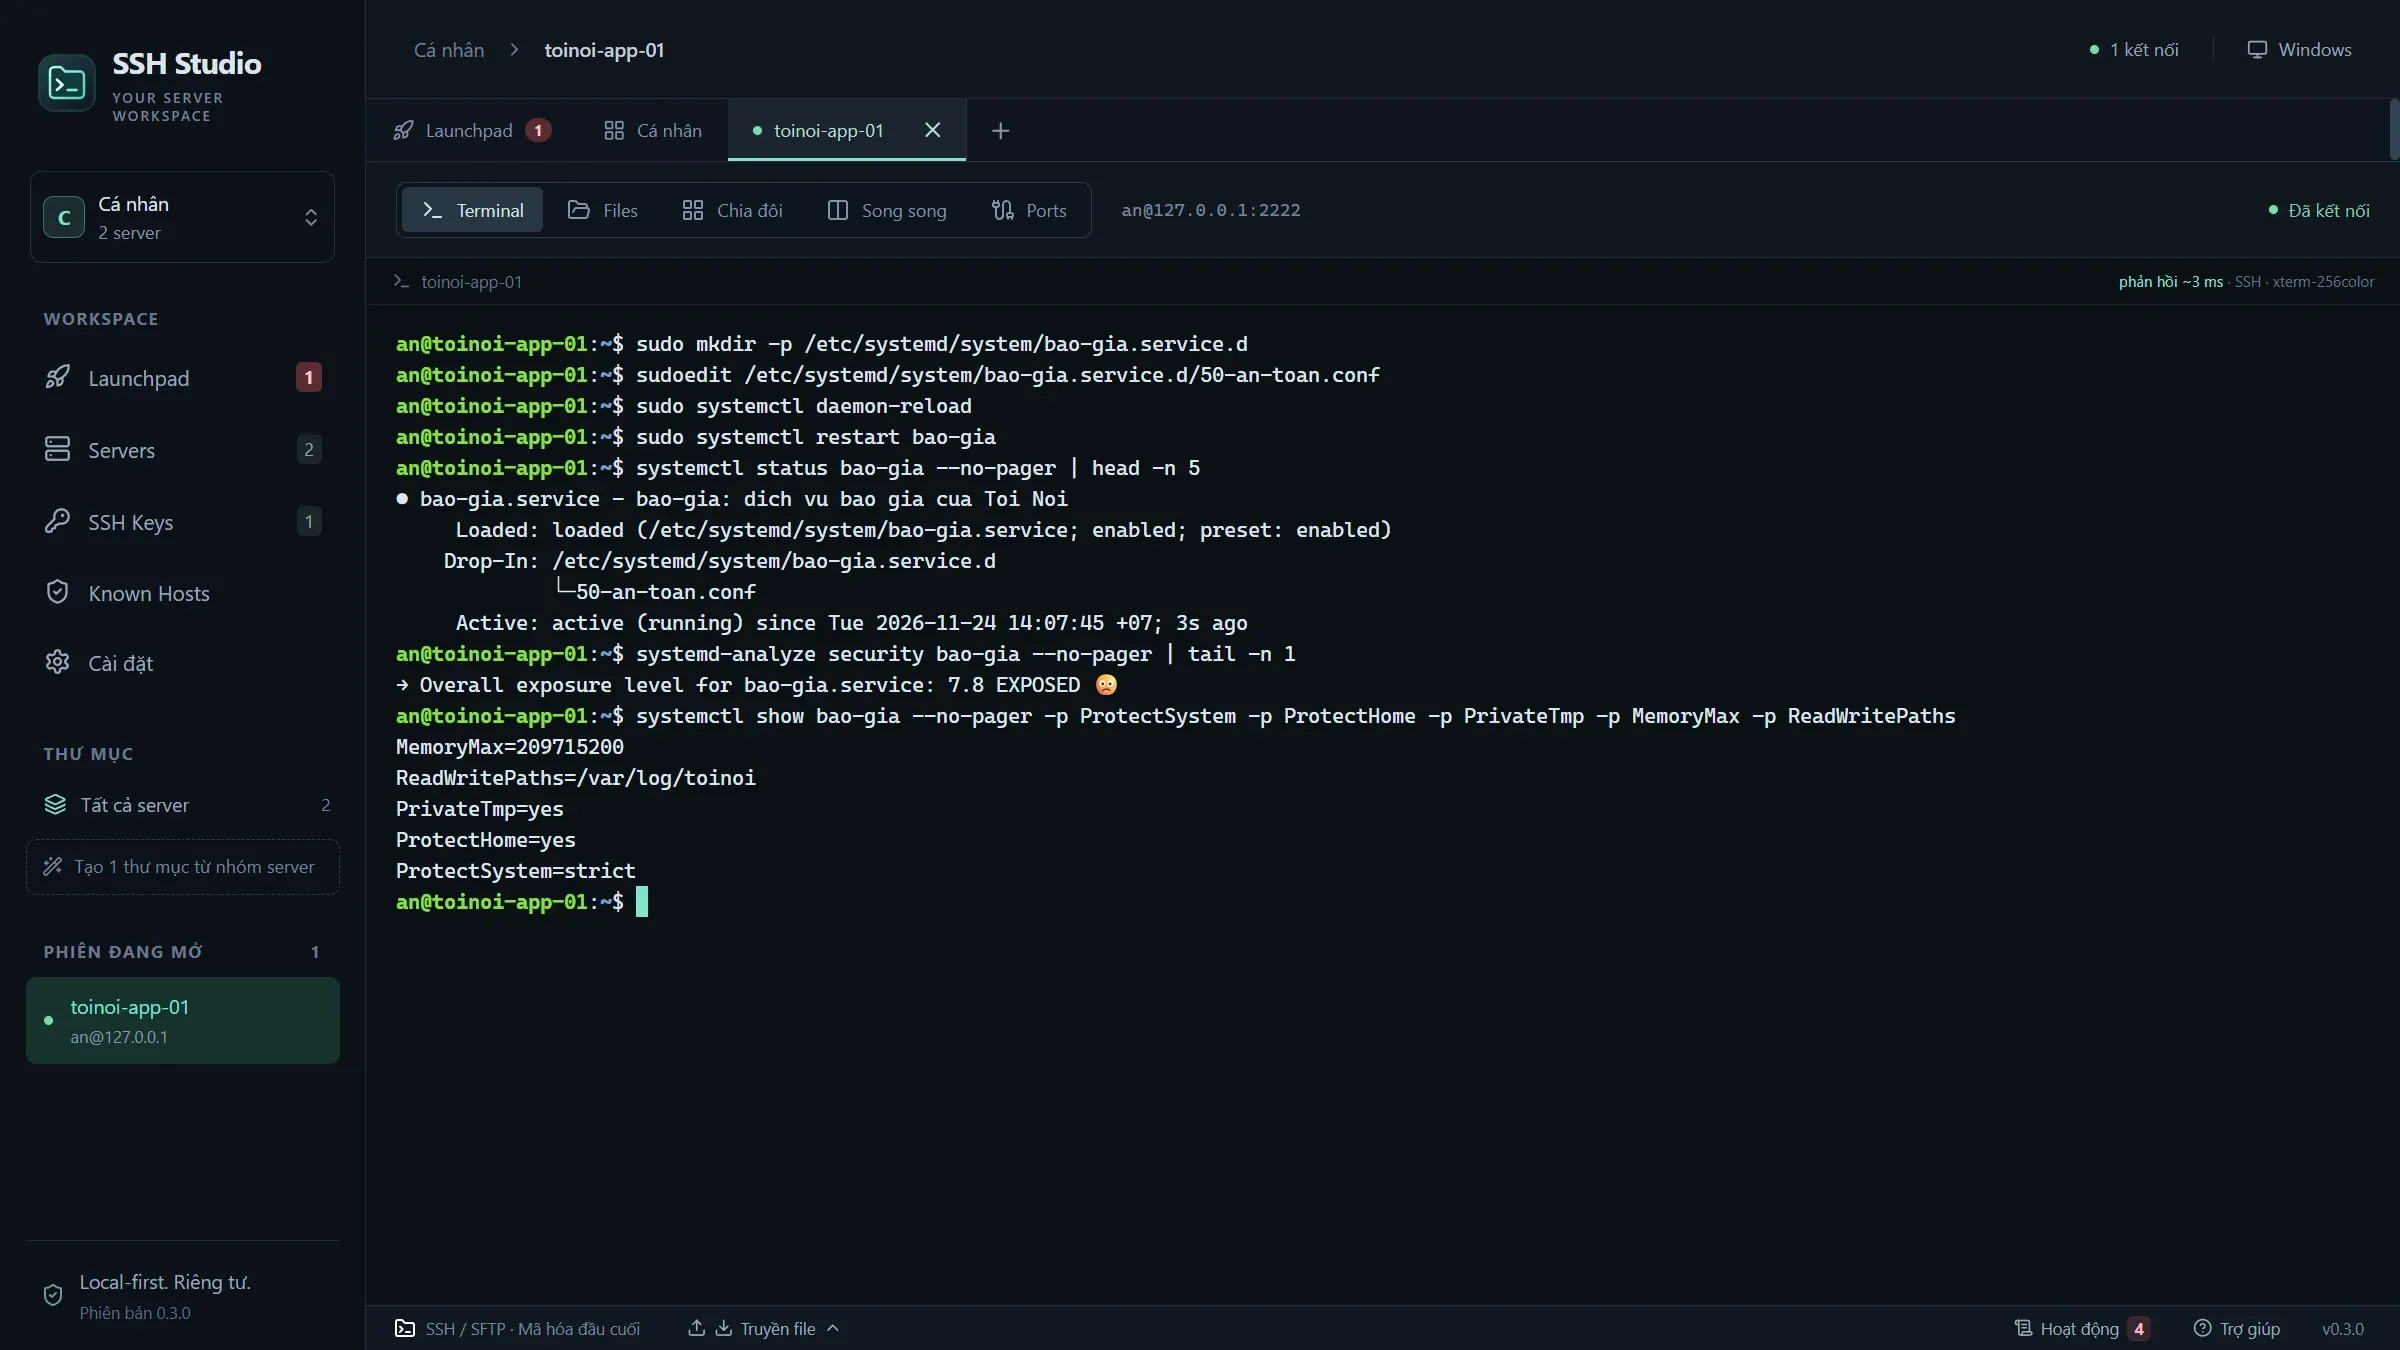 SSH Studio
YOUR SERVER
WORKSPACE
C
Cá nhân
2 server
WORKSPACE
Launchpad 1
Servers 2
SSH Keys 1
Known Hosts
Cài đặt
THƯ MỤC
Tất cả server 2
Tạo 1 thư mục từ nhóm server
PHIÊN ĐANG MỞ 1
toinoi-app-01
an@127.0.0.1
Local-first. Riêng tư.
Phiên bản 0.3.0
Cá nhân > toinoi-app-01
1 kết nối
Windows
Launchpad 1
Cá nhân
toinoi-app-01
Terminal
Files
Chia đôi
Song song
Ports
an@127.0.0.1:2222
Đã kết nối
toinoi-app-01
phản hồi ~3 ms · SSH · xterm-256color
an@toinoi-app-01:~$ sudo mkdir -p /etc/systemd/system/bao-gia.service.d
an@toinoi-app-01:~$ sudoedit /etc/systemd/system/bao-gia.service.d/50-an-toan.conf
an@toinoi-app-01:~$ sudo systemctl daemon-reload
an@toinoi-app-01:~$ sudo systemctl restart bao-gia
an@toinoi-app-01:~$ systemctl status bao-gia --no-pager | head -n 5
● bao-gia.service - bao-gia: dich vu bao gia cua Toi Noi
Loaded: loaded (/etc/systemd/system/bao-gia.service; enabled; preset: enabled)
Drop-In: /etc/systemd/system/bao-gia.service.d
└─50-an-toan.conf
Active: active (running) since Tue 2026-11-24 14:07:45 +07; 3s ago
an@toinoi-app-01:~$ systemd-analyze security bao-gia --no-pager | tail -n 1
→ Overall exposure level for bao-gia.service: 7.8 EXPOSED 🙁
an@toinoi-app-01:~$ systemctl show bao-gia --no-pager -p ProtectSystem -p ProtectHome -p PrivateTmp -p MemoryMax -p ReadWritePaths
MemoryMax=209715200
ReadWritePaths=/var/log/toinoi
PrivateTmp=yes
ProtectHome=yes
ProtectSystem=strict
an@toinoi-app-01:~$
SSH / SFTP · Mã hóa đầu cuối
Truyền file
Hoạt động 4
Trợ giúp
v0.3.0